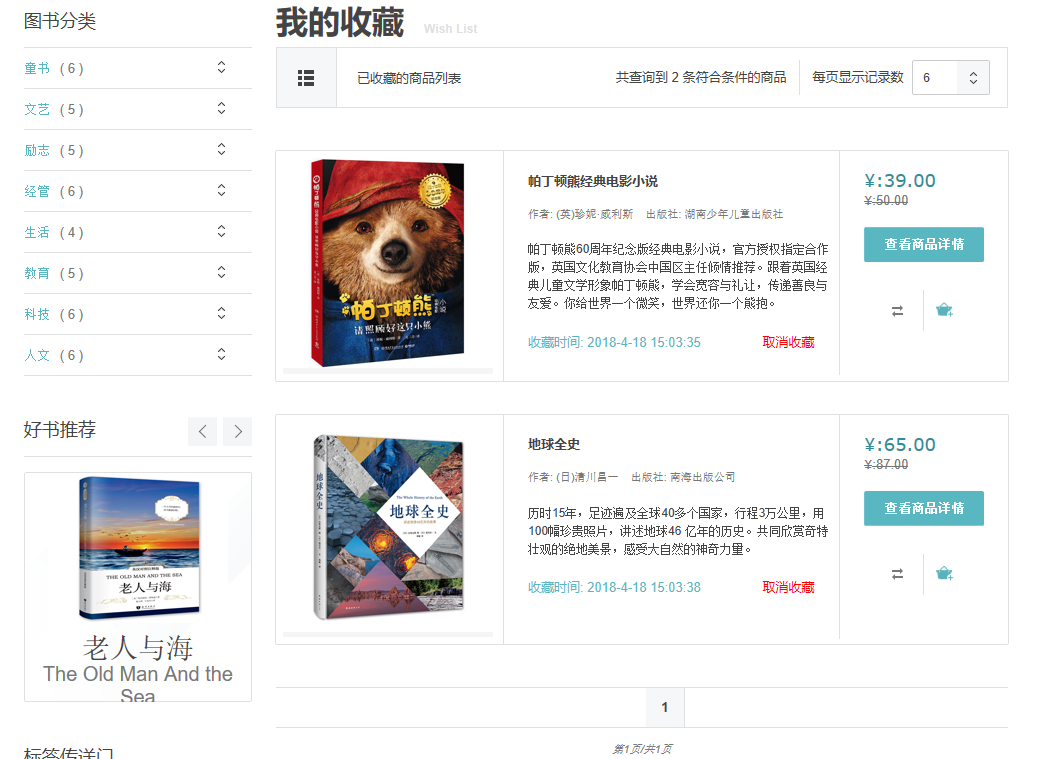 图书分类
童书 （6）
文艺 （5）
励志 （5）
经管 （6）
生活 （4）
教育 （5）
科技 （6）
人文 （6）
好书推荐
THE OLD MAN AND THE SEA
老人与海
老人与海
The Old Man And the
Sea
标签传送门
我的收藏 Wish List
已收藏的商品列表 共查询到 2 条符合条件的商品 每页显示记录数 6
帕丁顿熊
小说
请照顾好这只小熊
帕丁顿熊经典电影小说
作者: (英)珍妮·威利斯 出版社: 湖南少年儿童出版社
帕丁顿熊60周年纪念版经典电影小说，官方授权指定合作
版，英国文化教育协会中国区主任倾情推荐。跟着英国经
典儿童文学形象帕丁顿熊，学会宽容与礼让，传递善良与
友爱。你给世界一个微笑，世界还你一个熊抱。
收藏时间: 2018-4-18 15:03:35 取消收藏
¥:39.00
¥:50.00
查看商品详情
地球全史
The Whole History of the Earth
地球全史
地球全史
作者: (日)清川昌一 出版社: 南海出版公司
历时15年，足迹遍及全球40多个国家，行程3万公里，用
100幅珍贵照片，讲述地球46 亿年的历史。共同欣赏奇特
壮观的绝地美景，感受大自然的神奇力量。
收藏时间: 2018-4-18 15:03:38 取消收藏
¥:65.00
¥:87.00
查看商品详情
1
第1页/共1页